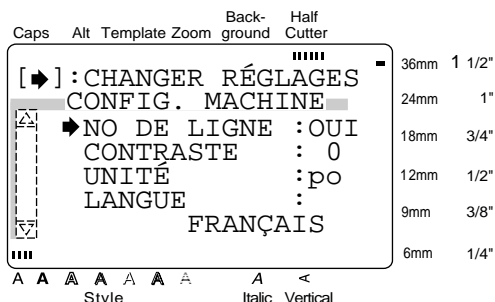 Back- Half
Caps Alt Template Zoom ground Cutter
[➡]:CHANGER RÉGLAGES
CONFIG. MACHINE
➡NO DE LIGNE :OUI
CONTRASTE : 0
UNITÉ :po
LANGUE :
FRANÇAIS
36mm 1 1/2"
24mm 1"
18mm 3/4"
12mm 1/2"
9mm 3/8"
6mm 1/4"
A A A A A A A A A
Style Italic Vertical